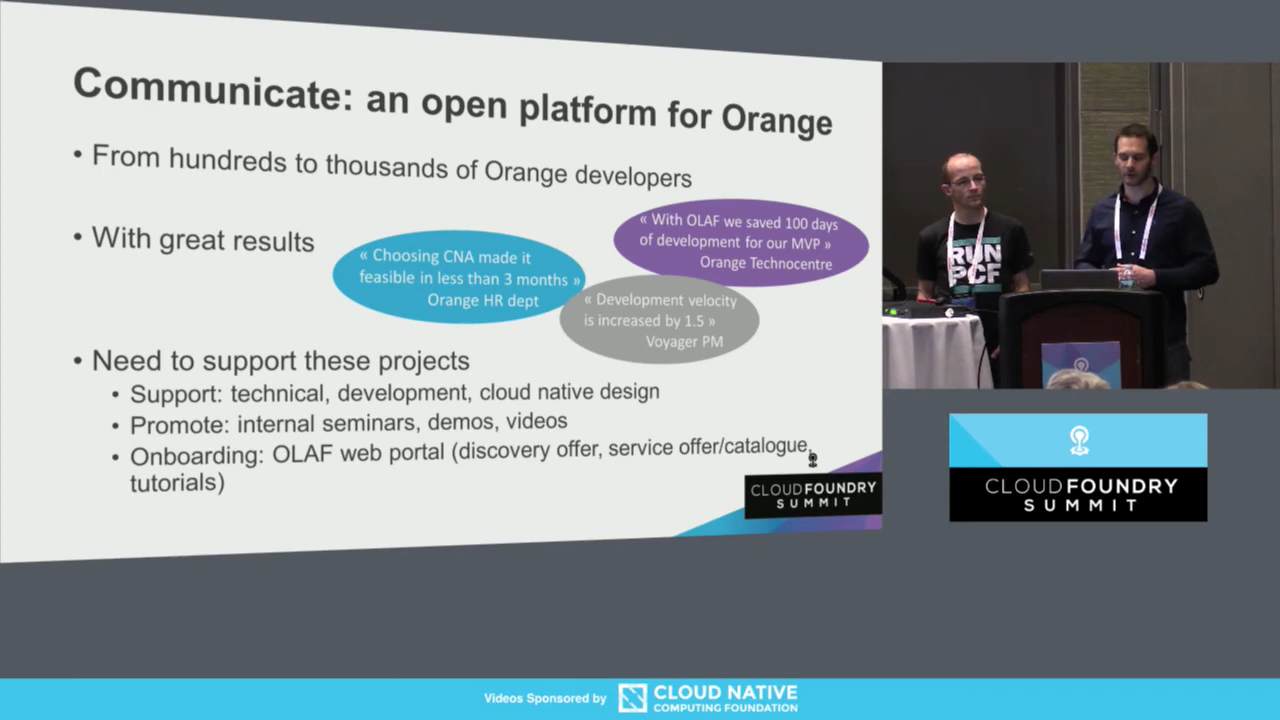 Communicate: an open platform for Orange
• From hundreds to thousands of Orange developers
• With great results
« With OLAF we saved 100 days
of development for our MVP »
Orange Technocentre
« Choosing CNA made it
feasible in less than 3 months »
Orange HR dept
« Development velocity
is increased by 1.5 »
Voyager PM
• Need to support these projects
• Support: technical, development, cloud native design
• Promote: internal seminars, demos, videos
• Onboarding: OLAF web portal (discovery offer, service offer/catalogue,
tutorials)
CLOUDFOUNDRY
SUMMIT
RUN
PCF
CLOUDFOUNDRY
SUMMIT
Videos Sponsored by
CLOUD NATIVE
COMPUTING FOUNDATION